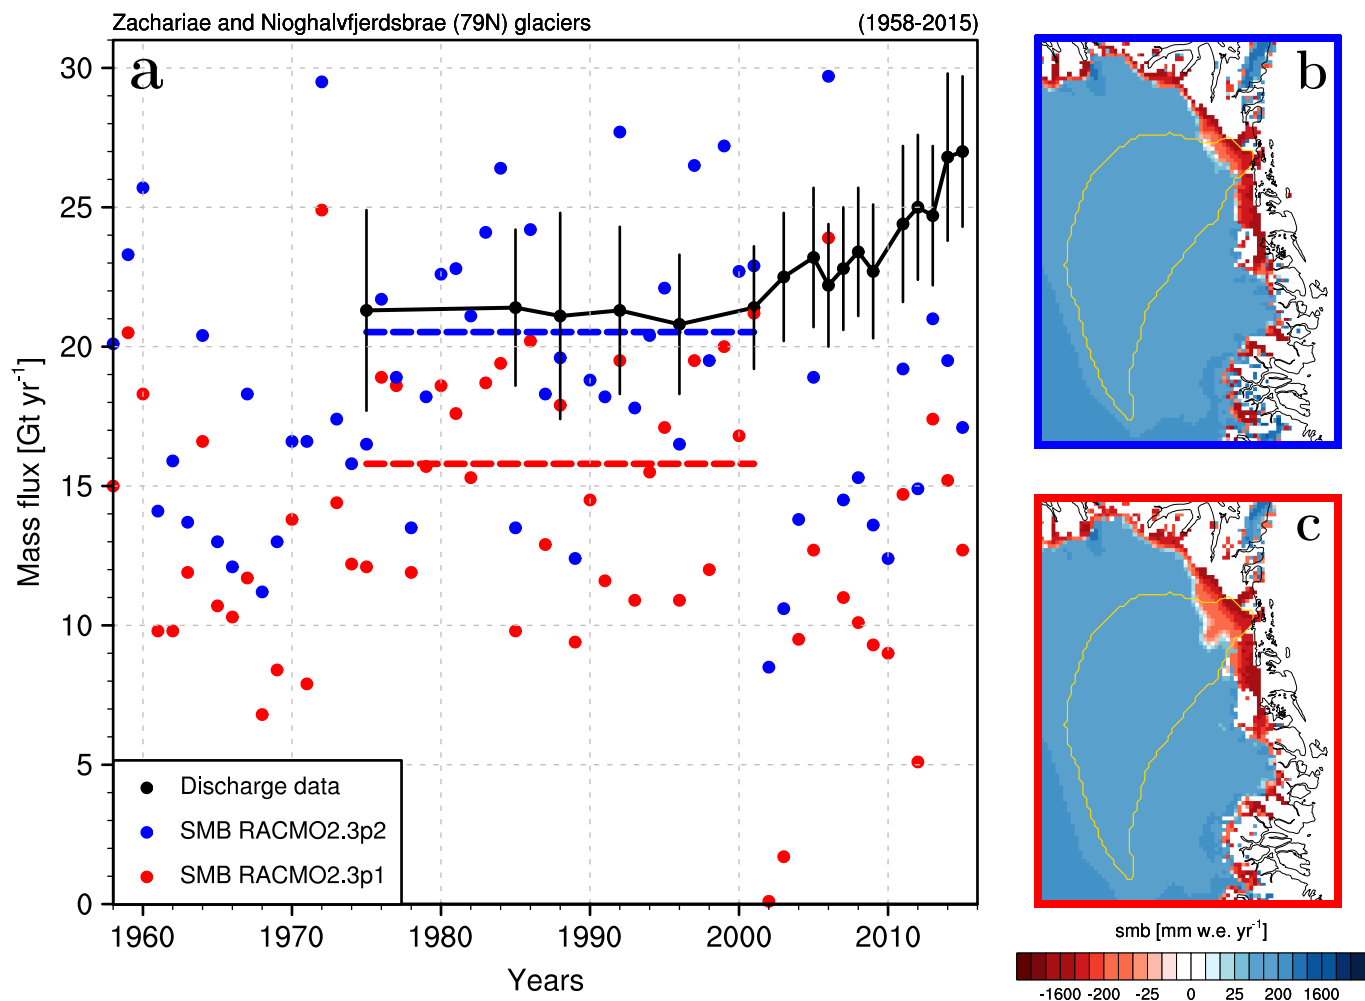 Zachariae and Nioghalvfjerdsbrae (79N) glaciers (1958-2015)
a
b
c
30
25
20
15
10
5
0
Mass flux [Gt yr⁻¹]
Discharge data
SMB RACMO2.3p2
SMB RACMO2.3p1
1960 1970 1980 1990 2000 2010
Years
smb [mm w.e. yr⁻¹]
-1600 -200 -25 0 25 200 1600